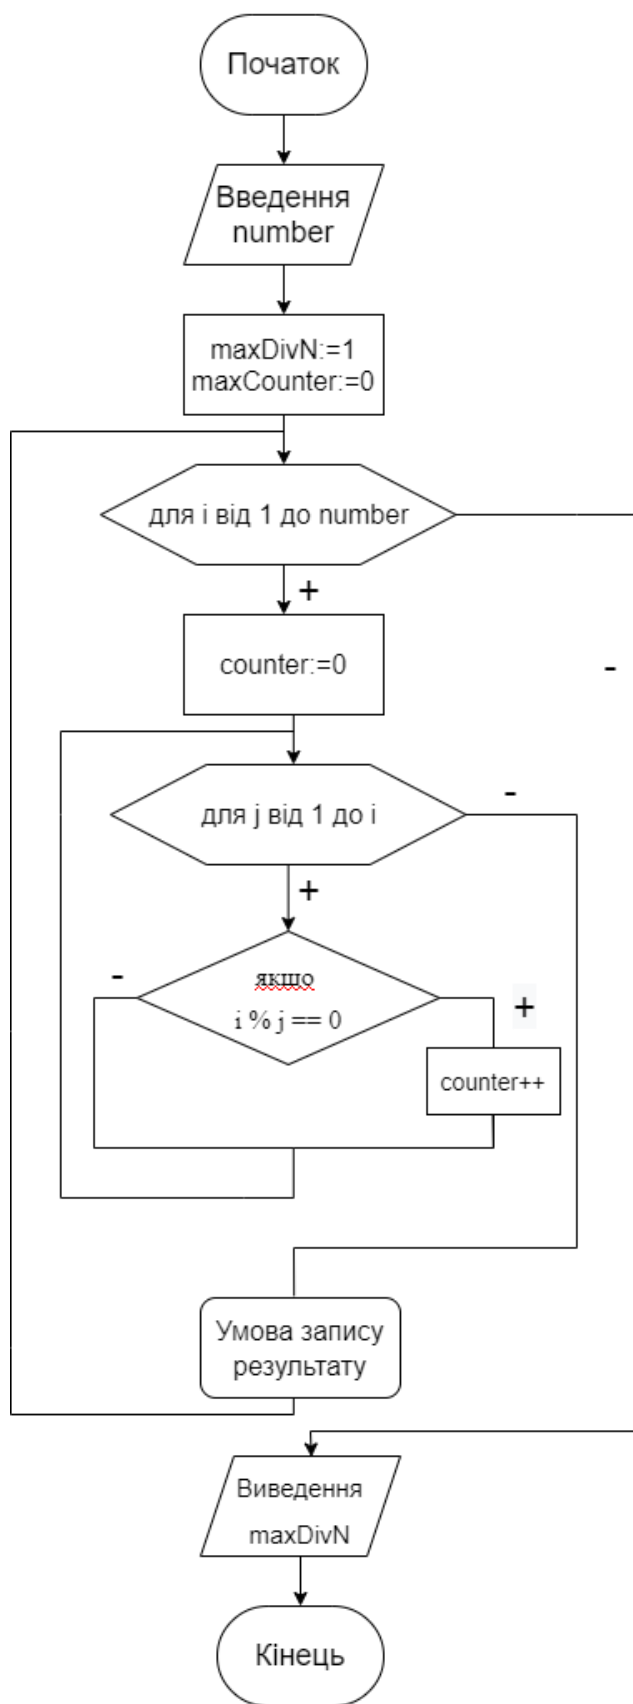 Початок
Введення
number
maxDivN:=1
maxCounter:=0
для i від 1 до number
+
counter:=0
-
для j від 1 до i
-
+
-
якщо
i % j == 0
+
counter++
Умова запису
результату
Виведення
maxDivN
Кінець